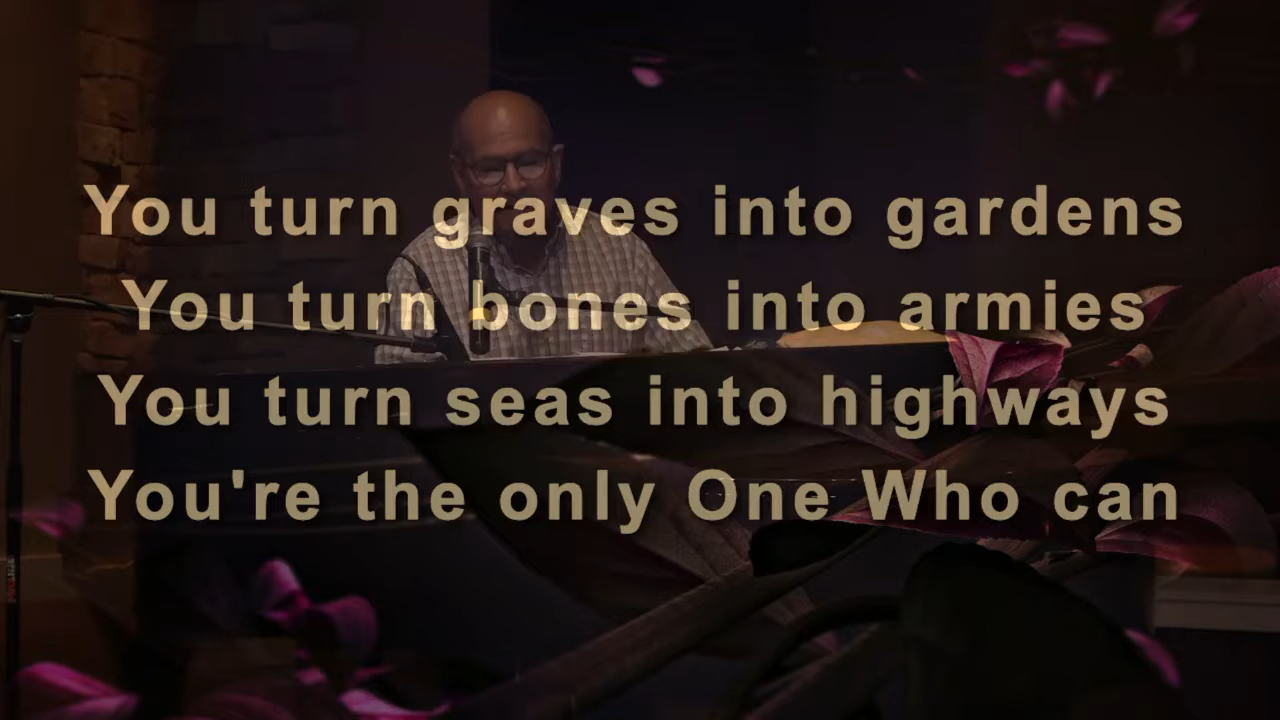 You turn graves into gardens
You turn bones into armies
You turn seas into highways
You're the only One Who can